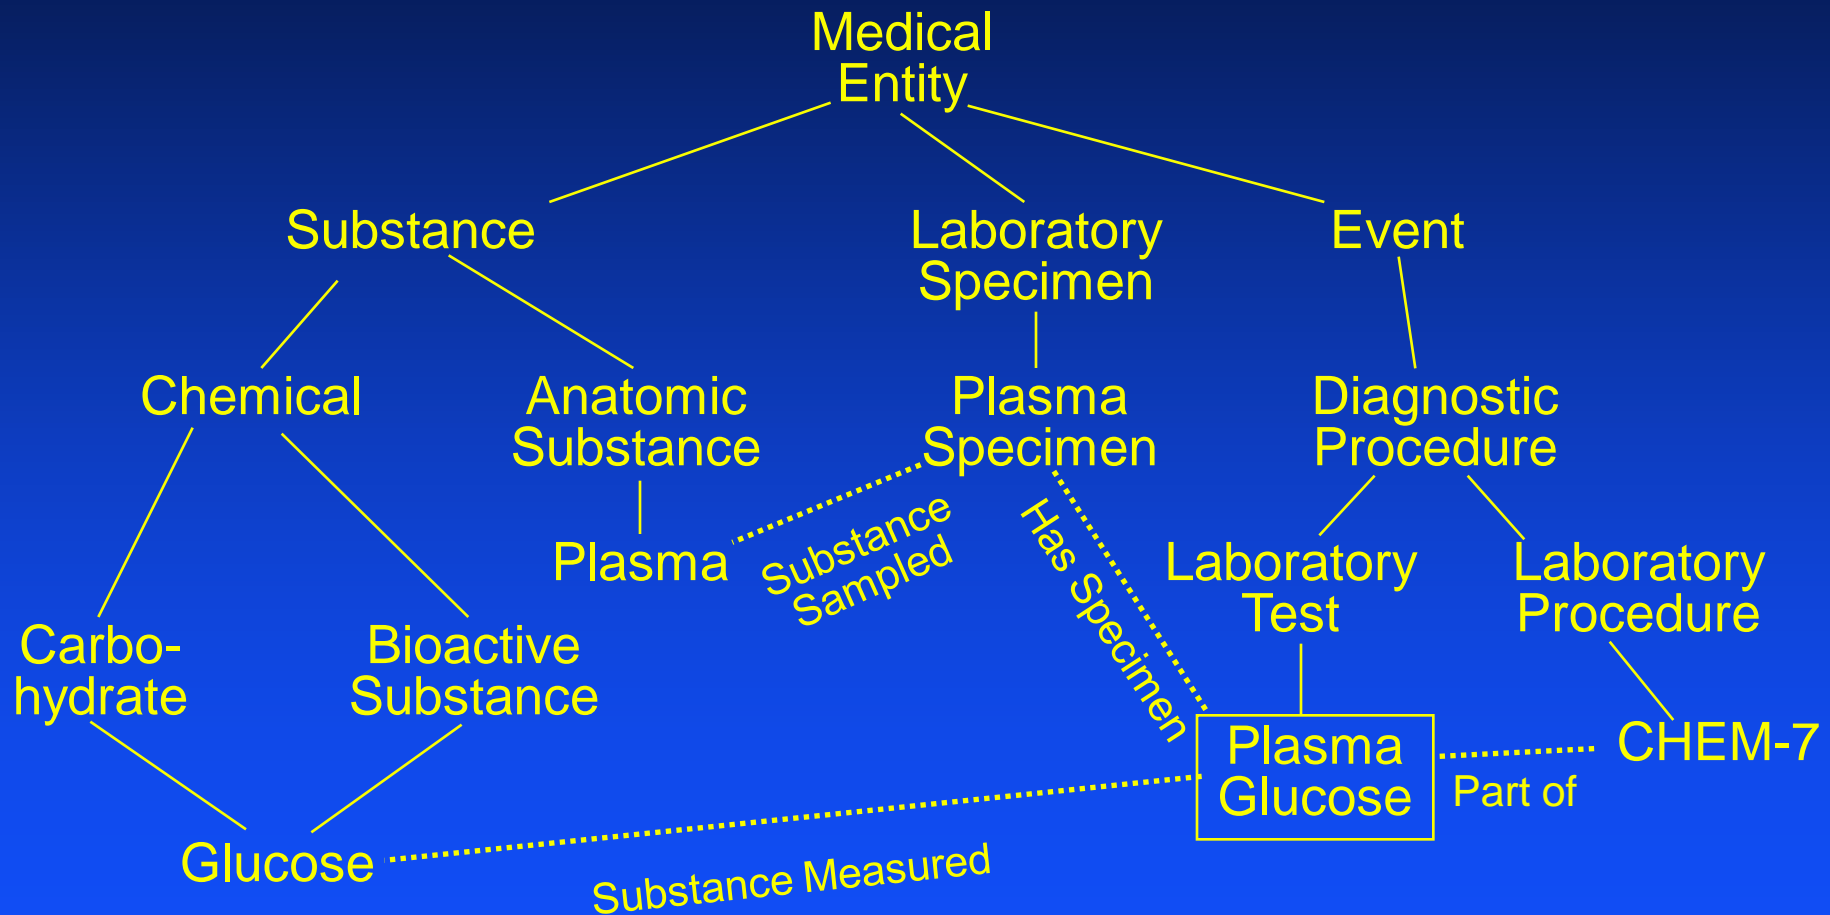 Medical
Entity
Substance
Laboratory
Specimen
Event
Chemical
Anatomic
Substance
Plasma
Specimen
Diagnostic
Procedure
Plasma
Substance
Sampled
Has Specimen
Laboratory
Test
Laboratory
Procedure
Carbo-
hydrate
Bioactive
Substance
Plasma
Glucose
Part of
CHEM-7
Glucose
Substance Measured